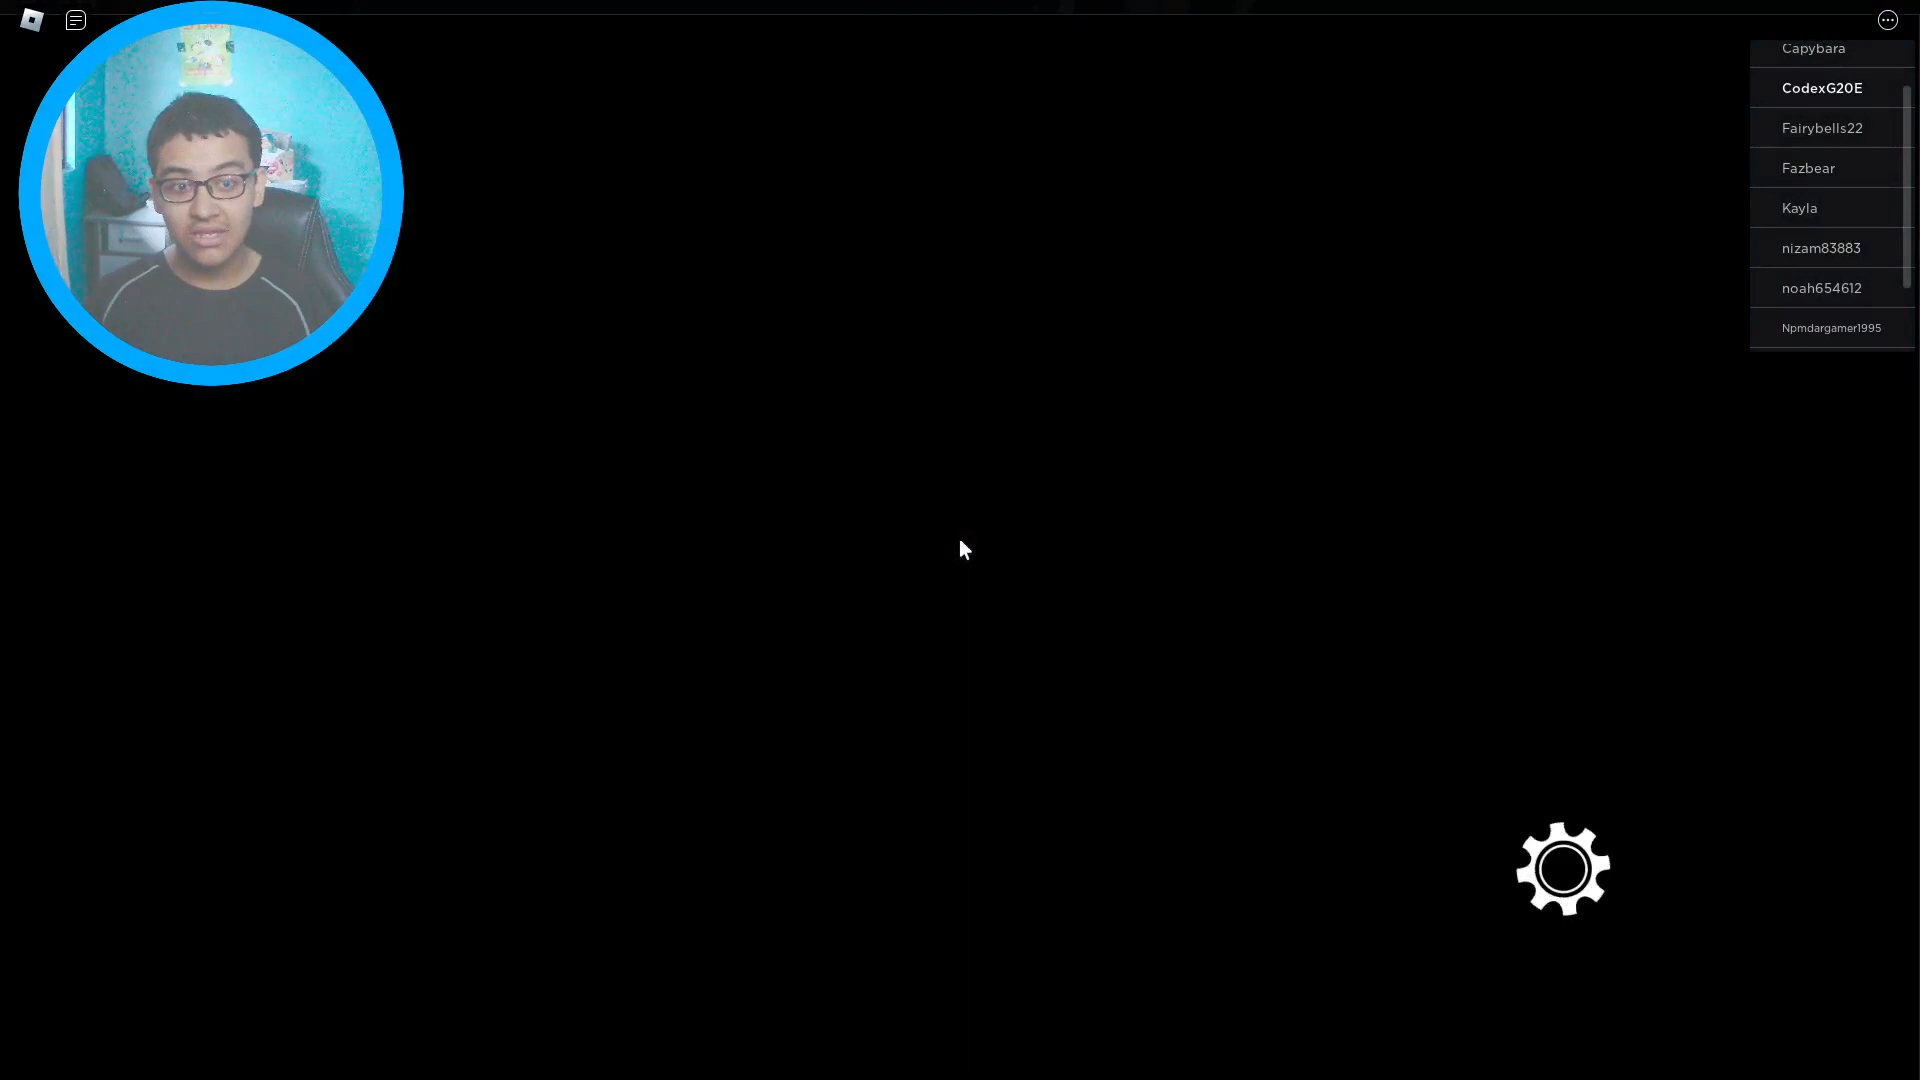 Capybara
CodexG20E
Fairybells22
Fazbear
Kayla
nizam83883
noah654612
Npmdargamer1995